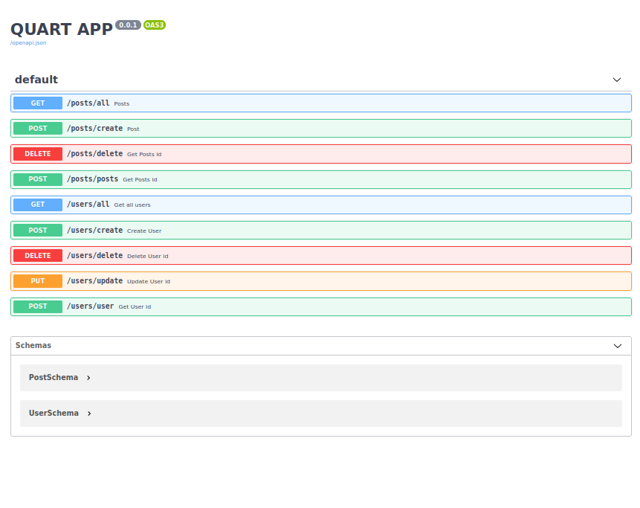 QUART APP 0.0.1 OAS3
/openapi.json
default
GET /posts/all Posts
POST /posts/create Post
DELETE /posts/delete Get Posts id
POST /posts/posts Get Posts id
GET /users/all Get all users
POST /users/create Create User
DELETE /users/delete Delete User id
PUT /users/update Update User id
POST /users/user Get User id
Schemas
PostSchema
UserSchema